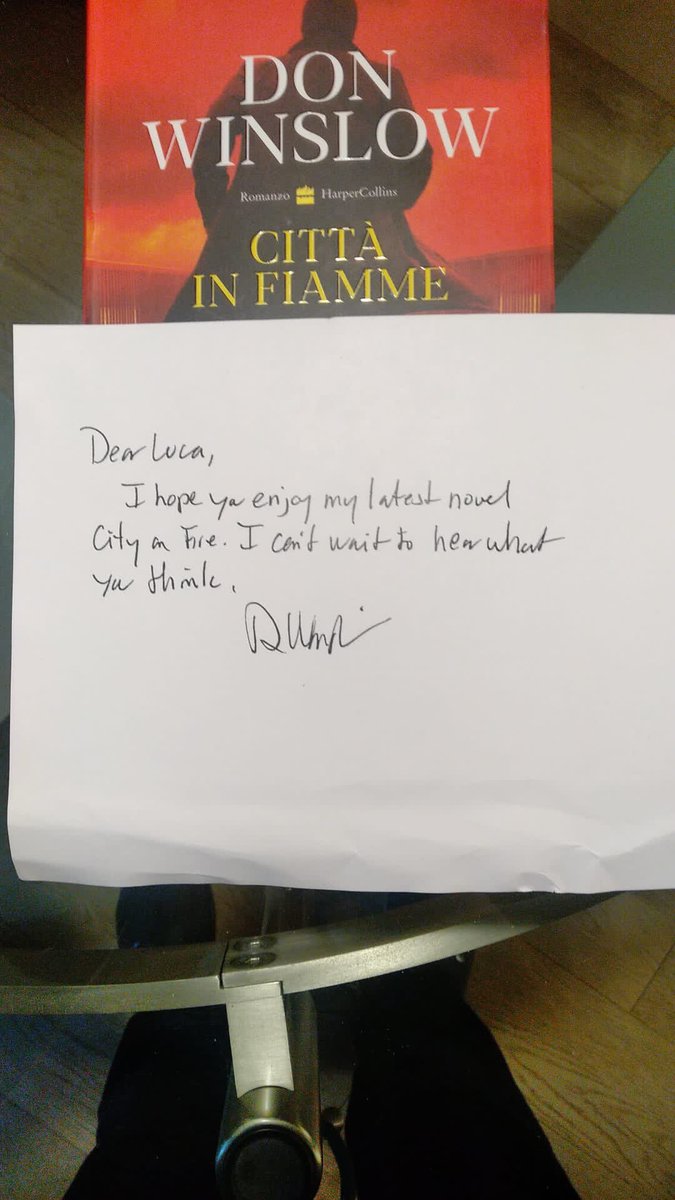 DON
WINSLOW
Romanzo HarperCollins
CITTÀ
IN FIAMME
Dear Luca,
I hope you enjoy my latest novel
City on Fire. I can't wait to hear what
you think.